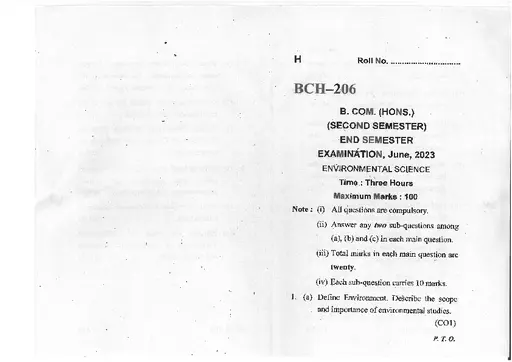 H Roll No. ..............................
BCH–206
B. COM. (HONS.)
(SECOND SEMESTER)
END SEMESTER
EXAMINATION, June, 2023
ENVIRONMENTAL SCIENCE
Time : Three Hours
Maximum Marks : 100
Note : (i) All questions are compulsory.
(ii) Answer any two sub-questions among
(a), (b) and (c) in each main question.
(iii) Total marks in each main question are
twenty.
(iv) Each sub-question carries 10 marks.
1. (a) Define Environment. Describe the scope
and importance of environmental studies.
(CO1)
P. T. O.